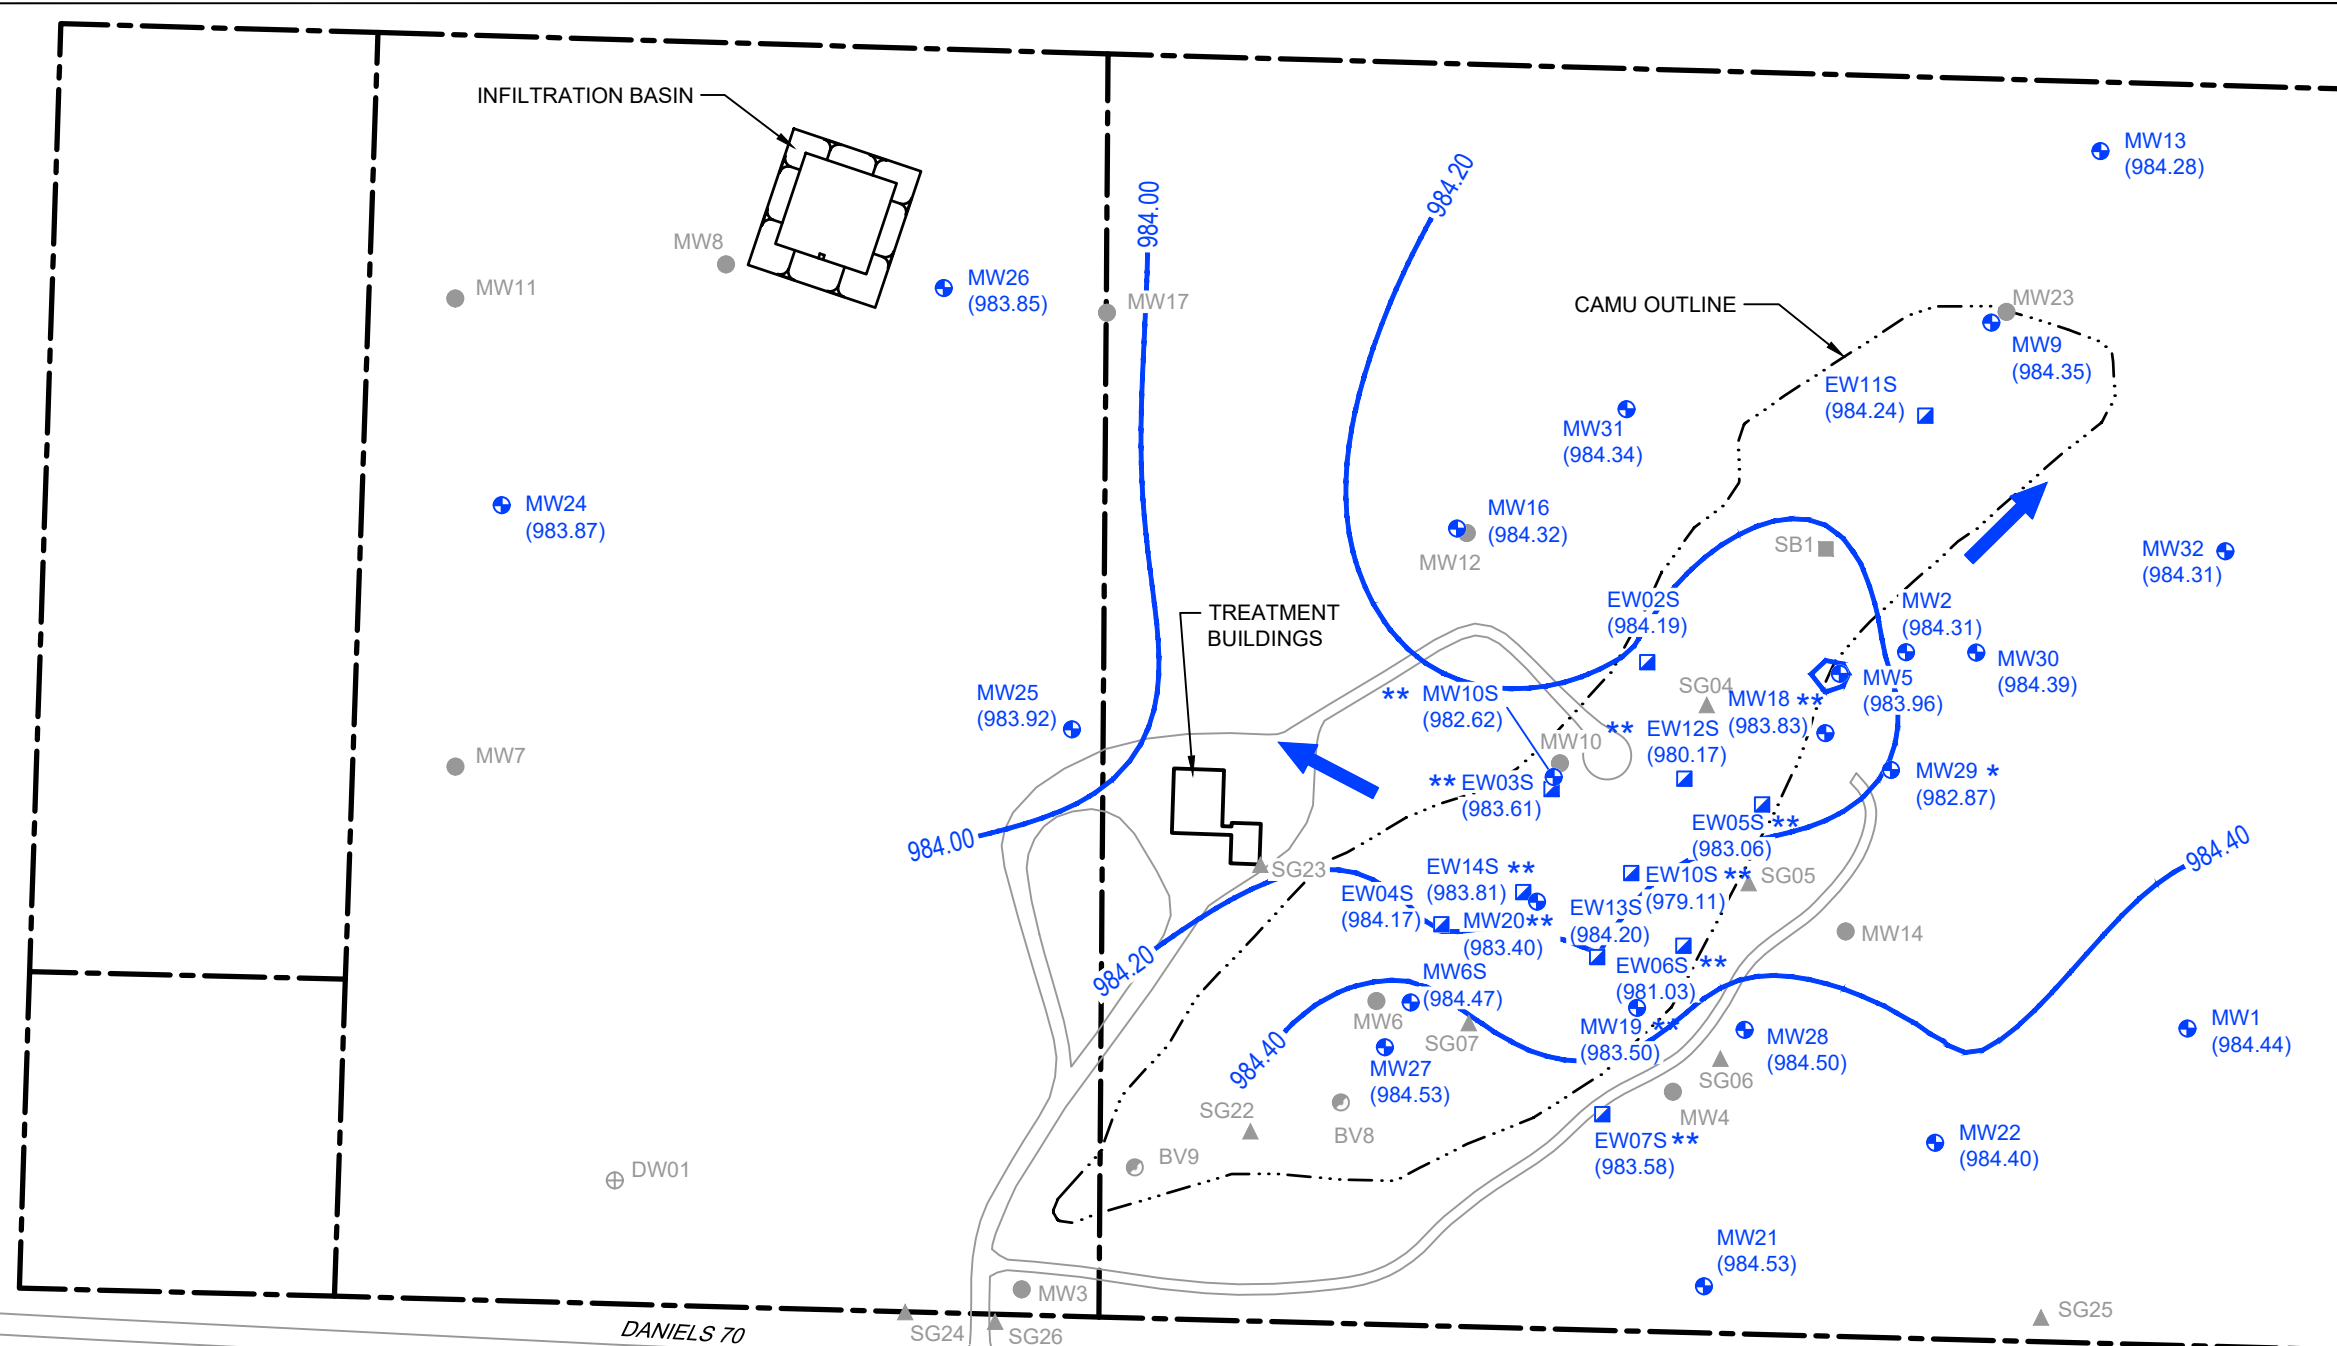 INFILTRATION BASIN
MW13
(984.28)
984.20
984.00
MW8
MW11
MW26
(983.85)
MW17
CAMU OUTLINE
MW23
MW9
(984.35)
EW11S
(984.24)
MW31
(984.34)
MW24
(983.87)
MW16
(984.32)
MW12
SB1
MW32
(984.31)
TREATMENT
BUILDINGS
EW02S
(984.19)
MW2
(984.31)
MW30
(984.39)
MW5
(983.96)
MW25
(983.92)
** MW10S
(982.62)
SG04
MW18 **
(983.83)
MW10
** EW12S
(980.17)
MW7
** EW03S
(983.61)
MW29 *
(982.87)
EW05S **
(983.06)
984.00
984.40
SG23
EW14S **
(983.81)
EW04S
(984.17)
MW20 **
(983.40)
EW10S **
(979.11)
SG05
EW13S
(984.20)
MW14
984.20
EW06S **
(981.03)
MW6S
(984.47)
MW6
SG07
984.40
MW19 **
(983.50)
MW28
(984.50)
MW1
(984.44)
MW27
(984.53)
SG06
MW4
SG22
BV8
BV9
EW07S **
(983.58)
MW22
(984.40)
DW01
MW21
(984.53)
MW3
SG24
SG26
SG25
DANIELS 70